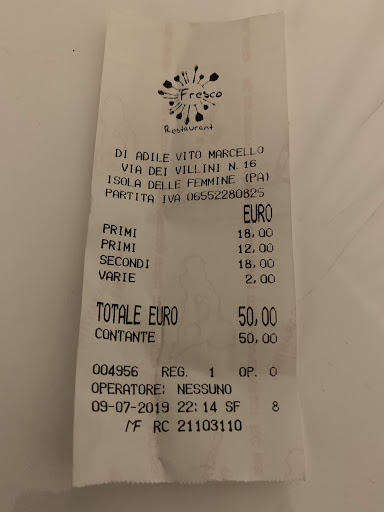 Fresco
Restaurant
DI ADILE VITO MARCELLO
VIA DEI VILLINI N.16
ISOLA DELLE FEMMINE (PA)
PARTITA IVA 06552280825
EURO
PRIMI 18,00
PRIMI 12,00
SECONDI 18,00
VARIE 2,00
TOTALE EURO 50,00
CONTANTE 50,00
004956 REG. 1 OP. 0
OPERATORE: NESSUNO
09-07-2019 22:14 SF 8
MF RC 21103110